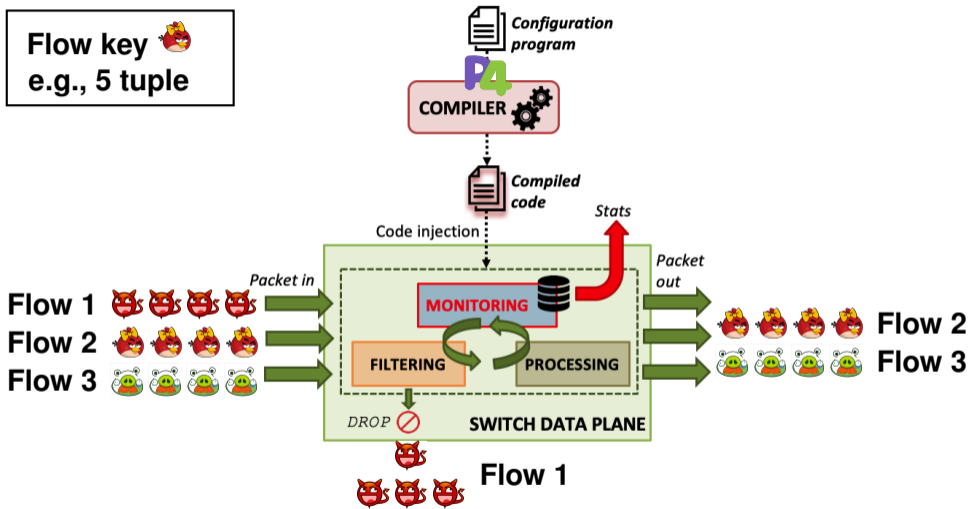 Flow key
e.g., 5 tuple
Configuration
program
P4
COMPILER
Compiled
code
Code injection
Stats
Packet in
Packet
out
MONITORING
FILTERING
PROCESSING
DROP
SWITCH DATA PLANE
Flow 1
Flow 2
Flow 3
Flow 2
Flow 3
Flow 1